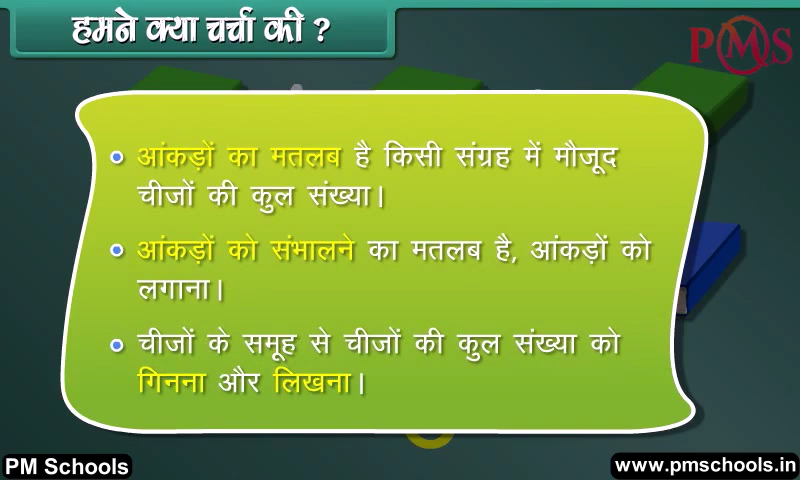 हमने क्या चर्चा की ?
PMS
आंकड़ों का मतलब है किसी संग्रह में मौजूद
चीजों की कुल संख्या।
आंकड़ों को संभालने का मतलब है, आंकड़ों को
लगाना।
चीजों के समूह से चीजों की कुल संख्या को
गिनना और लिखना।
PM Schools
www.pmschools.in